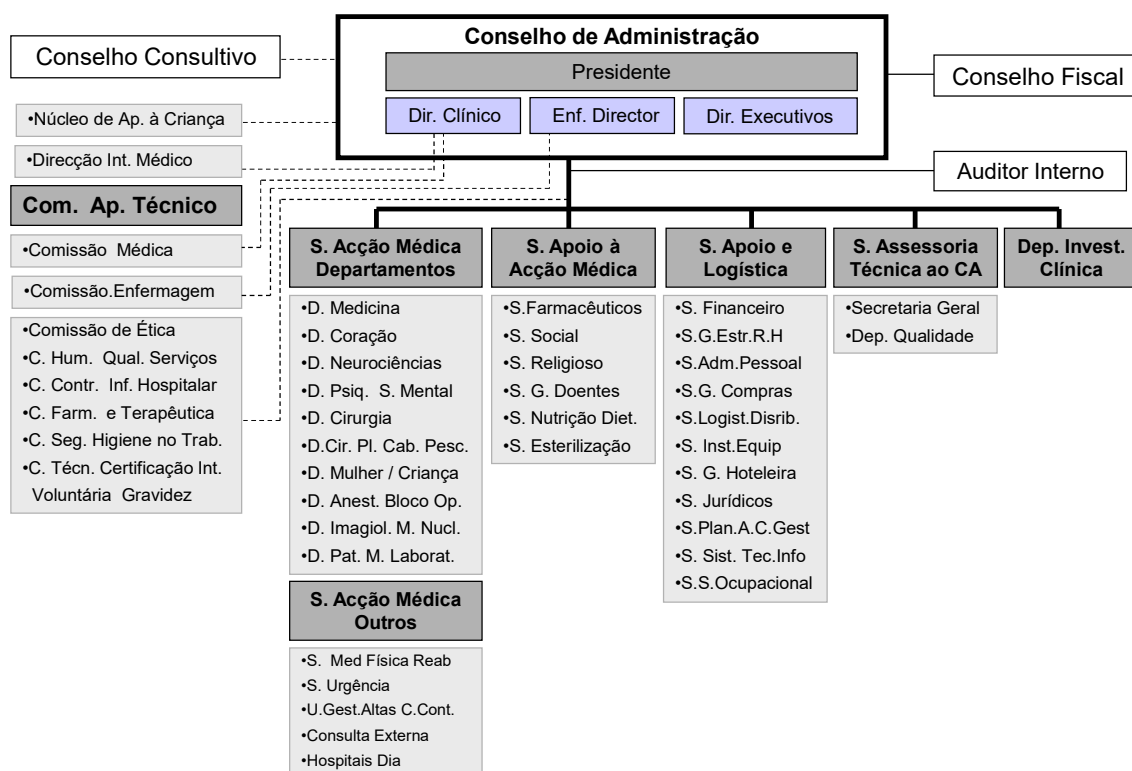 Conselho de Administração
Presidente
Dir. Clínico
Enf. Director
Dir. Executivos
Conselho Consultivo
Conselho Fiscal
Auditor Interno
•Núcleo de Ap. à Criança
•Direcção Int. Médico
Com. Ap. Técnico
•Comissão Médica
•Comissão.Enfermagem
•Comissão de Ética
•C. Hum. Qual. Serviços
•C. Contr. Inf. Hospitalar
•C. Farm. e Terapêutica
•C. Seg. Higiene no Trab.
•C. Técn. Certificação Int.
Voluntária Gravidez
S. Acção Médica
Departamentos
•D. Medicina
•D. Coração
•D. Neurociências
•D. Psiq. S. Mental
•D. Cirurgia
•D.Cir. Pl. Cab. Pesc.
•D. Mulher / Criança
•D. Anest. Bloco Op.
•D. Imagiol. M. Nucl.
•D. Pat. M. Laborat.
S. Acção Médica
Outros
•S. Med Física Reab
•S. Urgência
•U.Gest.Altas C.Cont.
•Consulta Externa
•Hospitais Dia
S. Apoio à
Acção Médica
•S.Farmacêuticos
•S. Social
•S. Religioso
•S. G. Doentes
•S. Nutrição Diet.
•S. Esterilização
S. Apoio e
Logística
•S. Financeiro
•S.G.Estr.R.H
•S.Adm.Pessoal
•S.G. Compras
•S.Logist.Disrib.
•S. Inst.Equip
•S. G. Hoteleira
•S. Jurídicos
•S.Plan.A.C.Gest
•S. Sist. Tec.Info
•S.S.Ocupacional
S. Assessoria
Técnica ao CA
•Secretaria Geral
•Dep. Qualidade
Dep. Invest.
Clínica